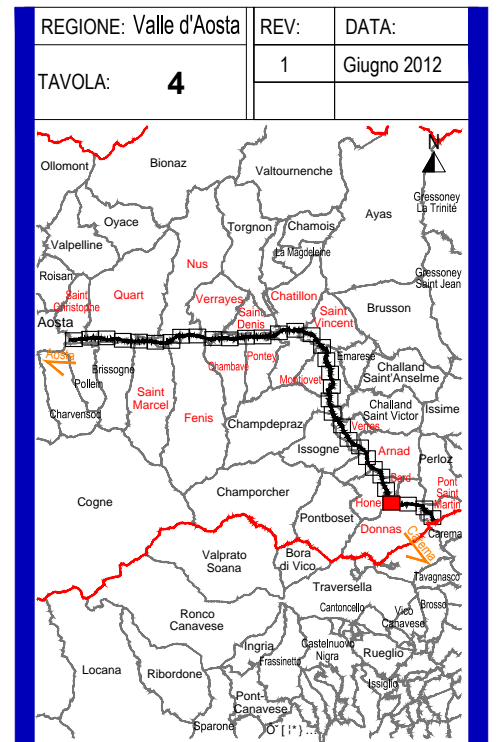 REGIONE: Valle d'Aosta
REV:
DATA:
TAVOLA: 4
1
Giugno 2012
N
Ollomont
Bionaz
Valtournenche
Ayas
Gressoney
La Trinité
Oyace
Torgnon
Chamois
Valpelline
La Magdeleine
Roisan
Nus
Gressoney
Saint Jean
Saint
Christophe
Quart
Verrayes
Chatillon
Saint
Denis
Saint
Vincent
Brusson
Aosta
Aosta
Brissogne
Pollein
Chambave
Pontey
Emarese
Challand
Saint'Anselme
Charvensod
Saint
Marcel
Fenis
Montjovet
Champdepraz
Challand
Saint Victor
Issime
Verres
Issogne
Arnad
Perloz
Bard
Cogne
Champorcher
Hone
Pont
Saint
Martin
Pontboset
Donnas
Carema
Carema
Valprato
Soana
Bora
di Vico
Traversella
Tavagnasco
Ronco
Canavese
Cantoncello
Vico
Canavese
Brosso
Ingria
Castelnuovo
Nigra
Rueglio
Frassinetto
Locana
Ribordone
Issiglio
Pont-
Canavese
Sparone